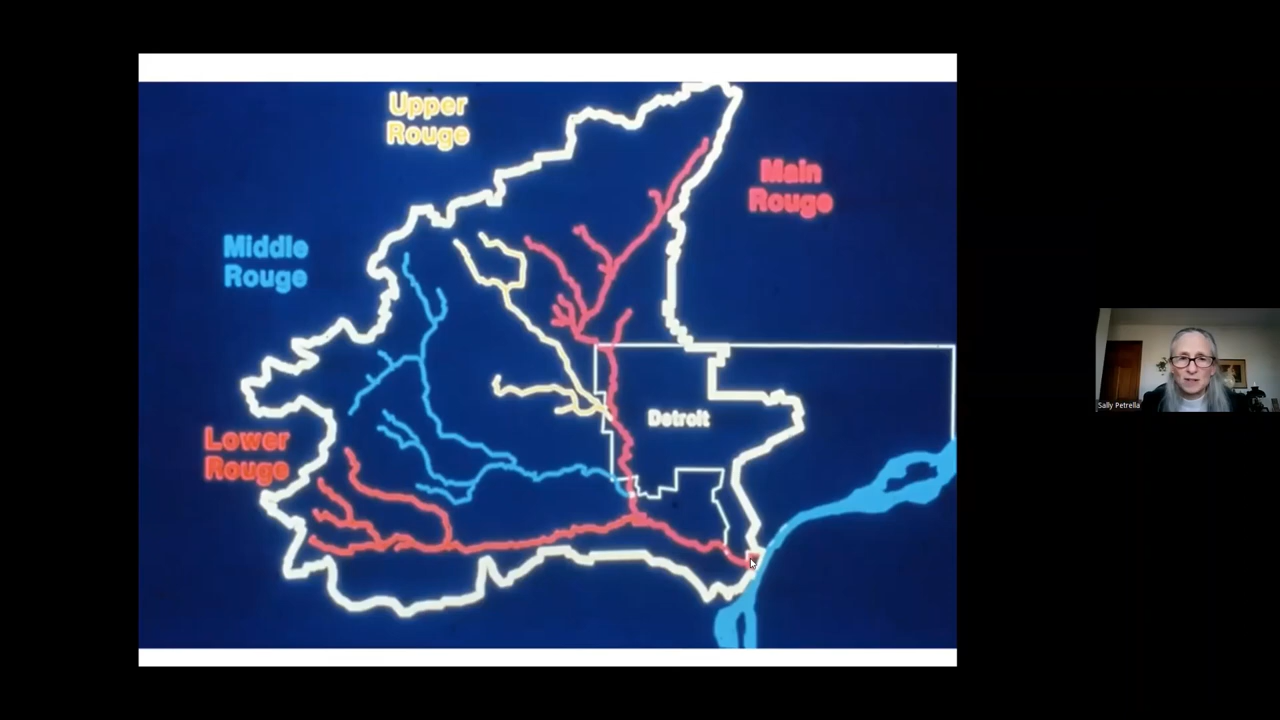 Upper
Rouge
Main
Rouge
Middle
Rouge
Detroit
Lower
Rouge
Sally Petrella